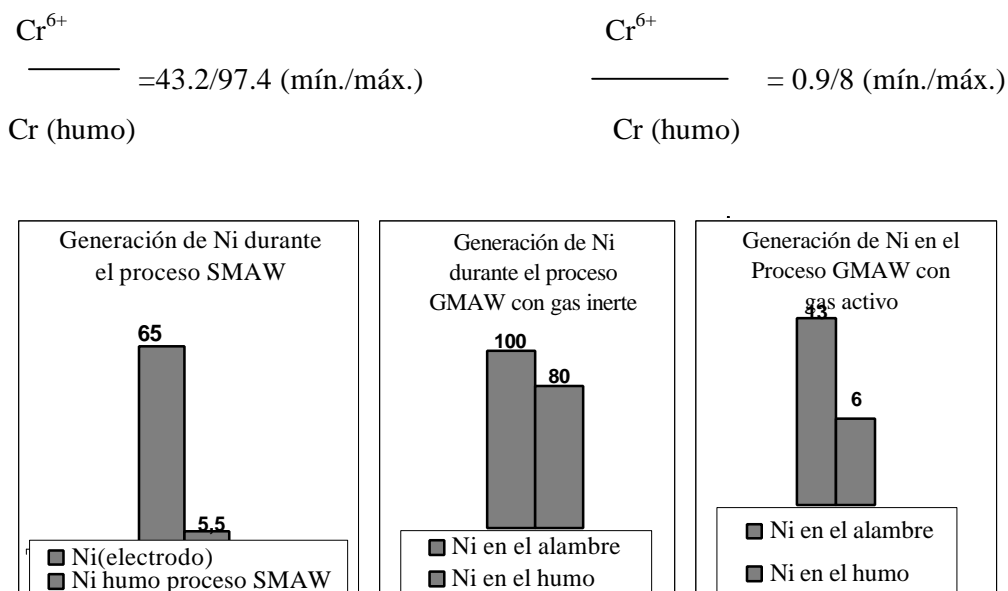 Cr6+
=43.2/97.4 (mín./máx.)
Cr (humo)
Cr6+
= 0.9/8 (mín./máx.)
Cr (humo)
Generación de Ni durante
el proceso SMAW
65
5,5
Ni(electrodo)
Ni humo proceso SMAW
Generación de Ni
durante el proceso
GMAW con gas inerte
100
80
Ni en el alambre
Ni en el humo
Generación de Ni en el
Proceso GMAW con
gas activo
13
6
Ni en el alambre
Ni en el humo